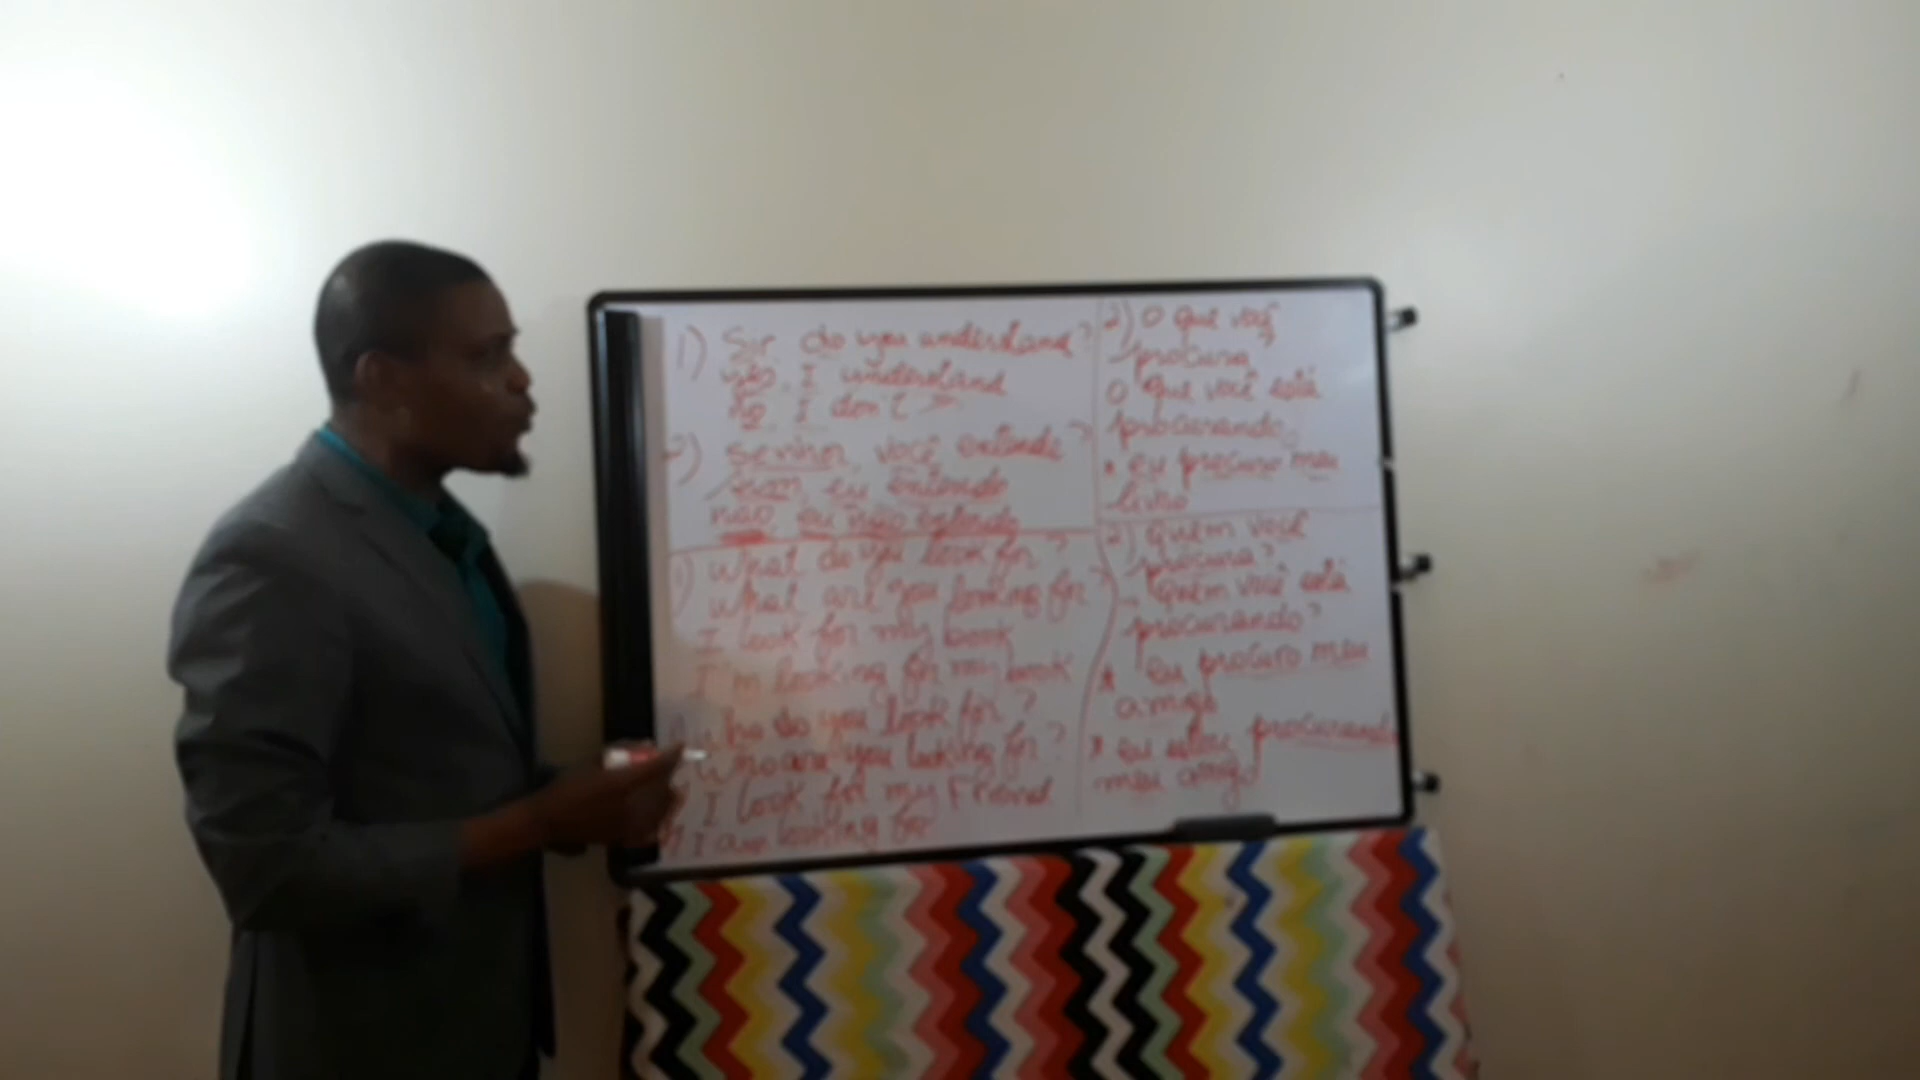 1) Sir do you understand?
yes, I understand
no, I don't
2) Senhor, você entende?
sim, eu entendo
não, eu não entendo
1) What do you look for?
What are you looking for?
I look for my book
I'm looking for my book
Who do you look for?
Who are you looking for?
I look for my Friend
I am looking for
2) O que você
procura
O que você está
procurando
* eu procuro meu
livro
2) Quem você
procura?
Quem você está
procurando?
* eu procuro meu
amigo
* eu estou procurando
meu amigo